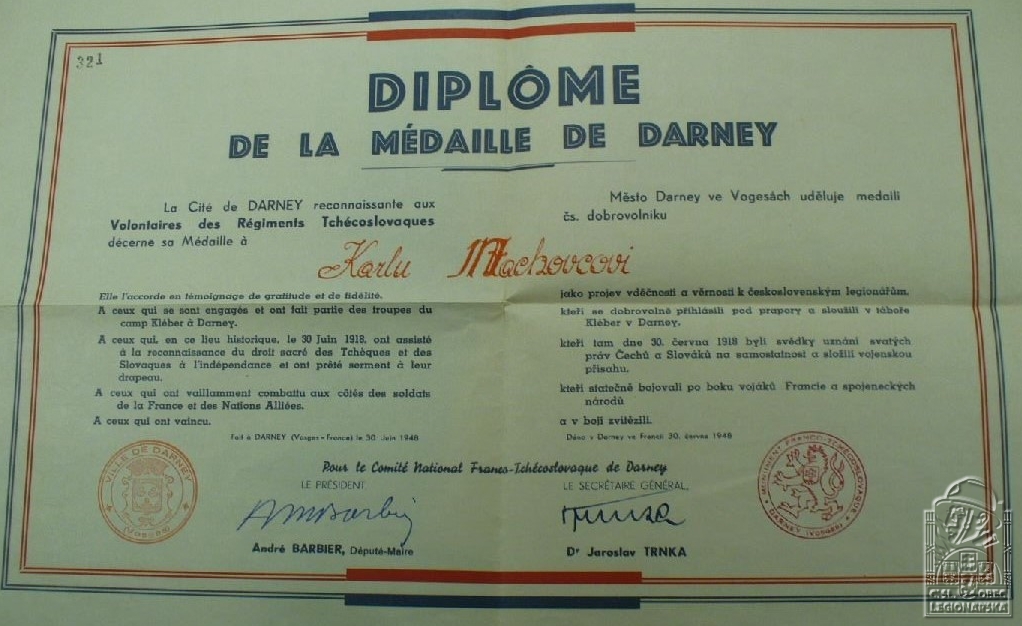 321
DIPLÔME
DE LA MÉDAILLE DE DARNEY
La Cité de DARNEY reconnaissante aux
Volontaires des Régiments Tchécoslovaques
décerne sa Médaille à
Město Darney ve Vogesách uděluje medaili
čs. dobrovolníku
Karlu Machovcovi
Elle l'accorde en témoignage de gratitude et de fidélité.
A ceux qui se sont engagés et ont fait partie des troupes du
camp Kléber à Darney.
A ceux qui, en ce lieu historique, le 30 Juin 1918, ont assisté
à la reconnaissance du droit sacré des Tchèques et des
Slovaques à l'indépendance et ont prêté serment à leur
drapeau.
A ceux qui ont vaillamment combattu aux côtés des soldats
de la France et des Nations Alliées.
A ceux qui ont vaincu.
Fait à DARNEY (Vosges - France) le 30 Juin 1948
jako projev vděčnosti a věrnosti k československým legionářům,
kteří se dobrovolně přihlásili pod prapory a sloužili v táboře
Kléber v Darney.
kteří tam dne 30. června 1918 byli svědky uznání svatých
práv Čechů a Slováků na samostatnost a složili vojenskou
přísahu,
kteří statečně bojovali po boku vojáků Francie a spojeneckých
národů
a v boji zvítězili.
Dáno v Darney ve Francii 30. června 1948
Pour le Comité National Franco-Tchécoslovaque de Darney
LE PRÉSIDENT
LE SECRÉTAIRE GÉNÉRAL,
André BARBIER, Député-Maire
Dr Jaroslav TRNKA
VILLE DE DARNEY
(Vosges)
MONUMENT FRANCO-TCHÉCOSLOVAQUE
DARNEY (VOSGES)
ČSL. OBEC
LEGIONÁŘSKÁ